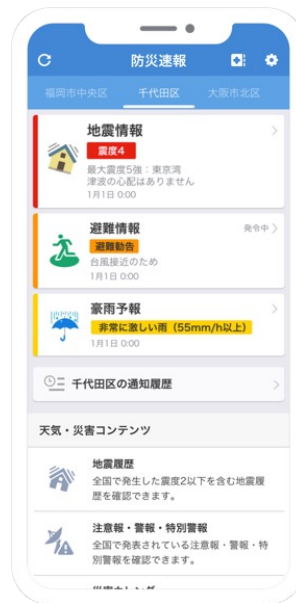 防災速報
福岡市中央区 千代田区 大阪市北区
地震情報
震度4
最大震度5強：東京湾
津波の心配はありません
1月1日 0:00
避難情報
発令中
避難勧告
台風接近のため
1月1日 0:00
豪雨予報
非常に激しい雨（55mm/h以上）
1月1日 0:00
千代田区の通知履歴
天気・災害コンテンツ
地震履歴
全国で発生した震度2以下を含む地震履
歴を確認できます。
注意報・警報・特別警報
全国で発表されている注意報・警報・特
別警報を確認できます。